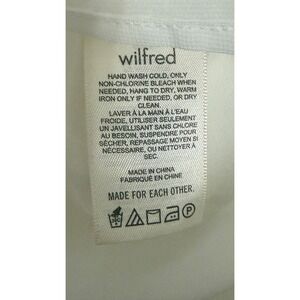 wilfred
HAND WASH COLD, ONLY
NON-CHLORINE BLEACH WHEN
NEEDED, HANG TO DRY, WARM
IRON ONLY IF NEEDED, OR DRY
CLEAN.
LAVER À LA MAIN À L'EAU
FROIDE, UTILISER SEULEMENT
UN JAVELLISANT SANS CHLORE
AU BESOIN, SUSPENDRE POUR
SÉCHER, REPASSAGE MOYEN SI
NÉCESSAIRE, OU NETTOYER À
SEC.
MADE IN CHINA
FABRIQUÉ EN CHINE
MADE FOR EACH OTHER.
P